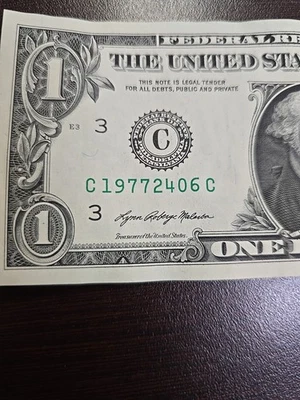 FEDERAL RE
1
THE UNITED STA
THIS NOTE IS LEGAL TENDER
FOR ALL DEBTS, PUBLIC AND PRIVATE
E3 3
C
C 19772406 C
3
1
Treasurer of the United States.
ONE